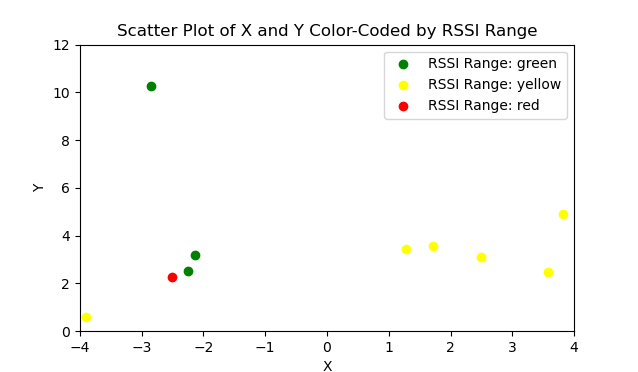 Scatter Plot of X and Y Color-Coded by RSSI Range
12
10
8
6
4
2
0
Y
RSSI Range: green
RSSI Range: yellow
RSSI Range: red
−4 −3 −2 −1 0 1 2 3 4
X